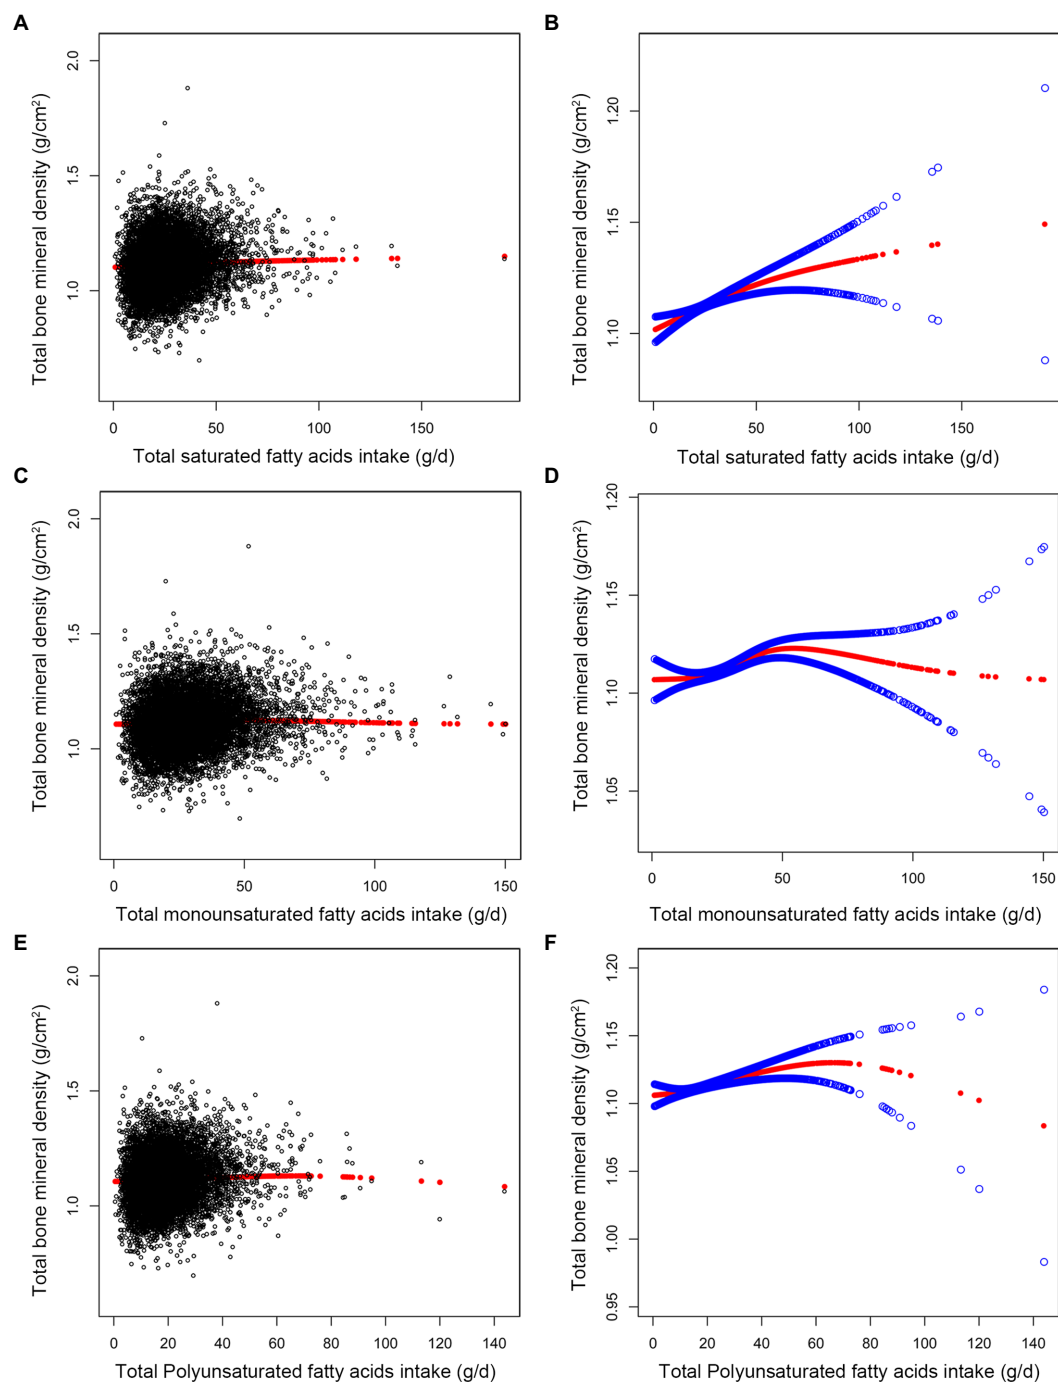 A
B
Total bone mineral density (g/cm²)
2.0
1.5
1.0
0 50 100 150
Total saturated fatty acids intake (g/d)
Total bone mineral density (g/cm²)
1.20
1.15
1.10
0 50 100 150
Total saturated fatty acids intake (g/d)
C
D
Total bone mineral density (g/cm²)
2.0
1.5
1.0
0 50 100 150
Total monounsaturated fatty acids intake (g/d)
Total bone mineral density (g/cm²)
1.20
1.15
1.10
1.05
0 50 100 150
Total monounsaturated fatty acids intake (g/d)
E
F
Total bone mineral density (g/cm²)
2.0
1.5
1.0
0 20 40 60 80 100 120 140
Total Polyunsaturated fatty acids intake (g/d)
Total bone mineral density (g/cm²)
1.20
1.15
1.10
1.05
1.00
0.95
0 20 40 60 80 100 120 140
Total Polyunsaturated fatty acids intake (g/d)